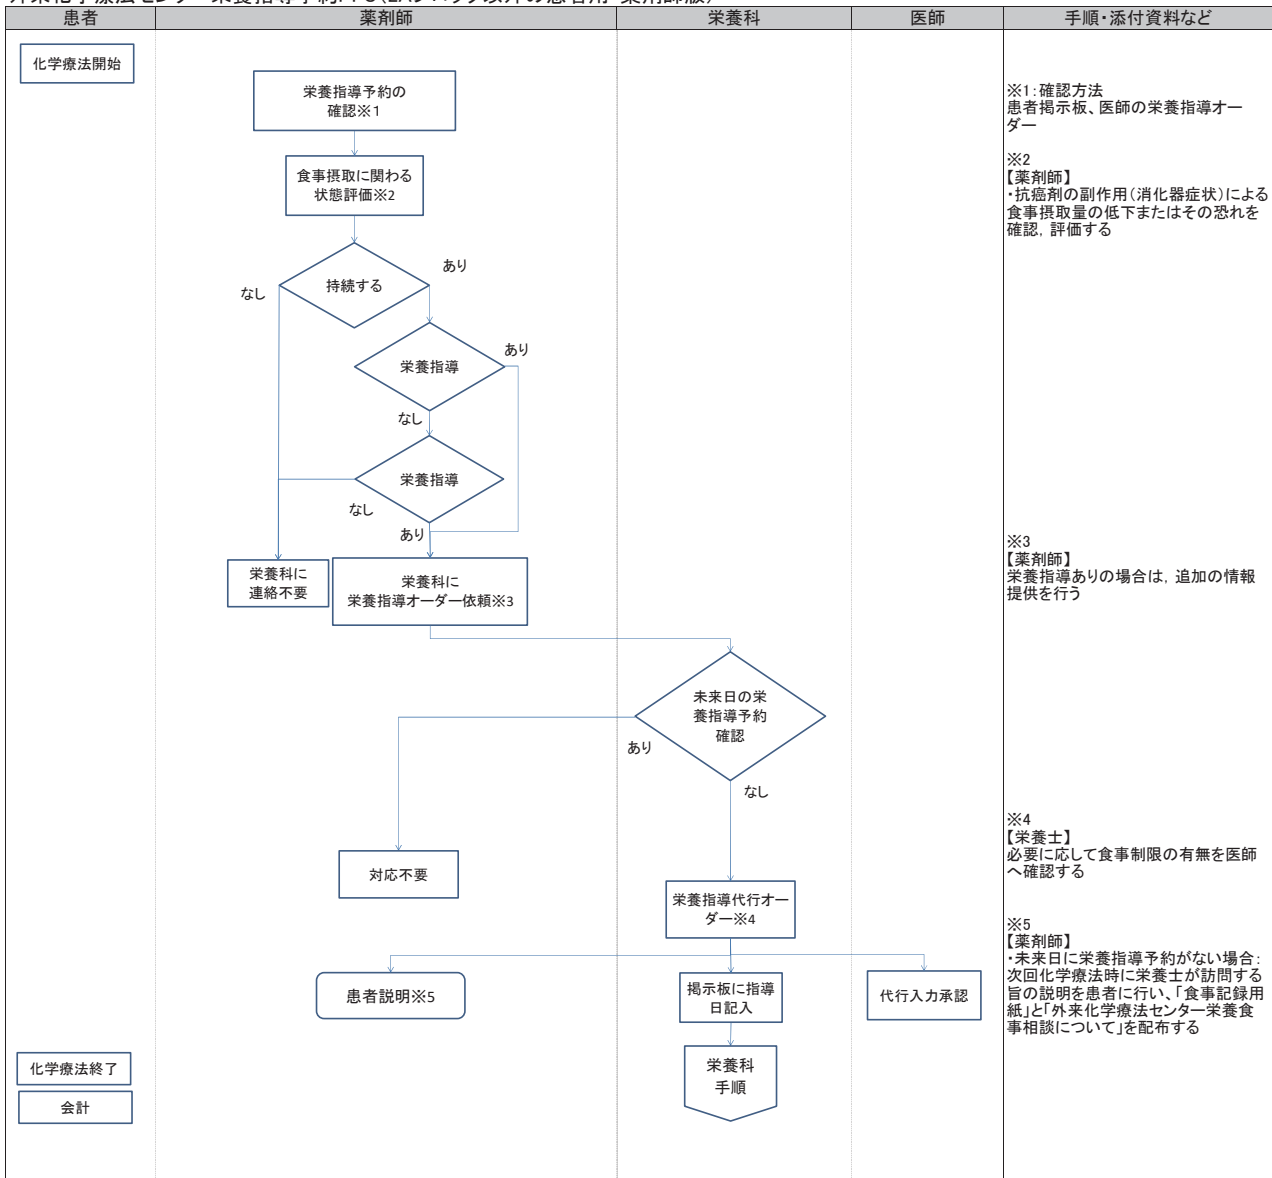 患者
薬剤師
栄養科
医師
手順・添付資料など
化学療法開始
栄養指導予約の
確認※1
食事摂取に関わる
状態評価※2
持続する
なし
あり
栄養指導
あり
なし
栄養指導
なし
あり
栄養科に
連絡不要
栄養科に
栄養指導オーダー依頼※3
未来日の栄
養指導予約
確認
あり
なし
対応不要
栄養指導代行オー
ダー※4
患者説明※5
掲示板に指導
日記入
代行入力承認
栄養科
手順
化学療法終了
会計
※1:確認方法
患者掲示板、医師の栄養指導オー
ダー
※2
【薬剤師】
・抗癌剤の副作用(消化器症状)による
食事摂取量の低下またはその恐れを
確認, 評価する
※3
【薬剤師】
栄養指導ありの場合は, 追加の情報
提供を行う
※4
【栄養士】
必要に応して食事制限の有無を医師
へ確認する
※5
【薬剤師】
・未来日に栄養指導予約がない場合:
次回化学療法時に栄養士が訪問する
旨の説明を患者に行い、「食事記録用
紙」と「外来化学療法センター栄養食
事相談について」を配布する